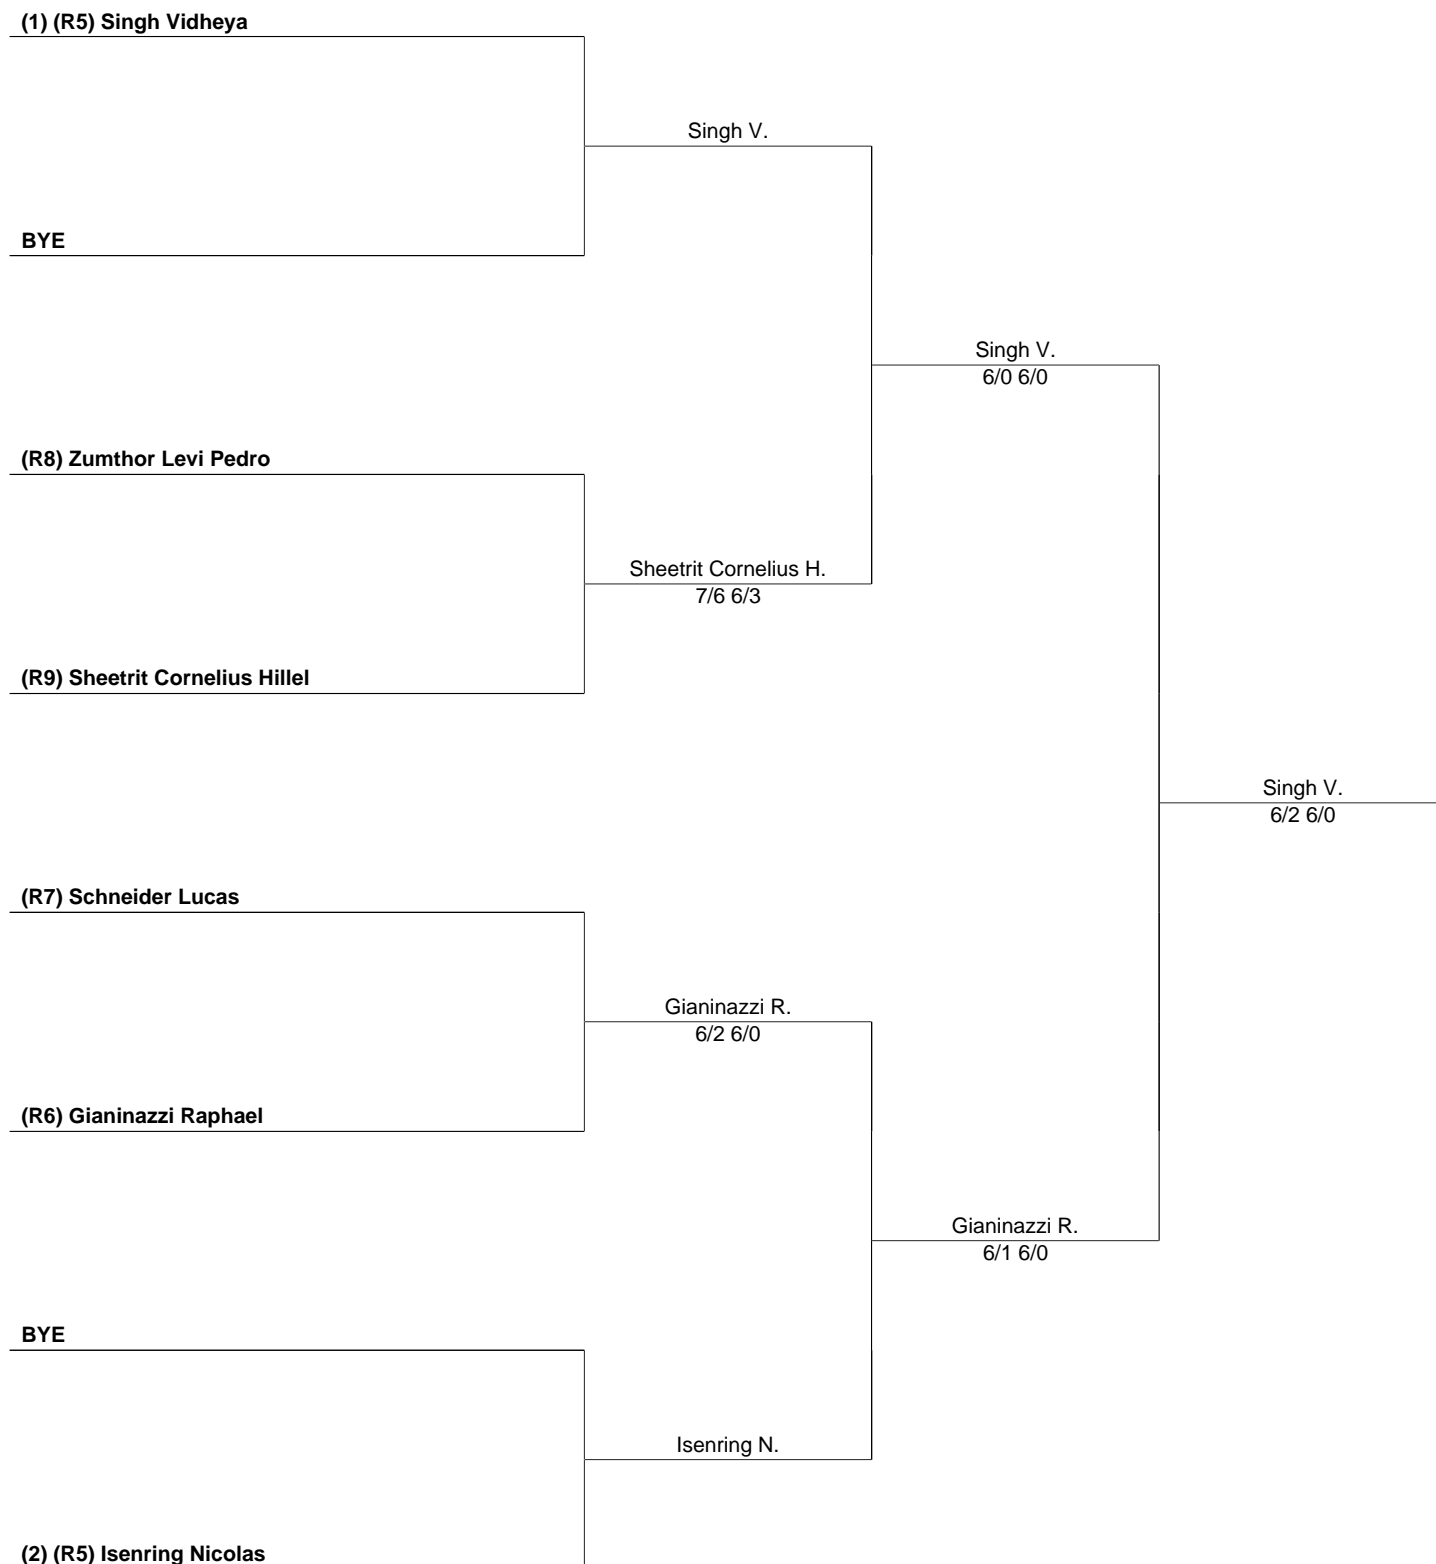 (1) (R5) Singh Vidheya
Singh V.
BYE
Singh V.
6/0 6/0
(R8) Zumthor Levi Pedro
Sheetrit Cornelius H.
7/6 6/3
(R9) Sheetrit Cornelius Hillel
Singh V.
6/2 6/0
(R7) Schneider Lucas
Gianinazzi R.
6/2 6/0
(R6) Gianinazzi Raphael
Gianinazzi R.
6/1 6/0
BYE
Isenring N.
(2) (R5) Isenring Nicolas